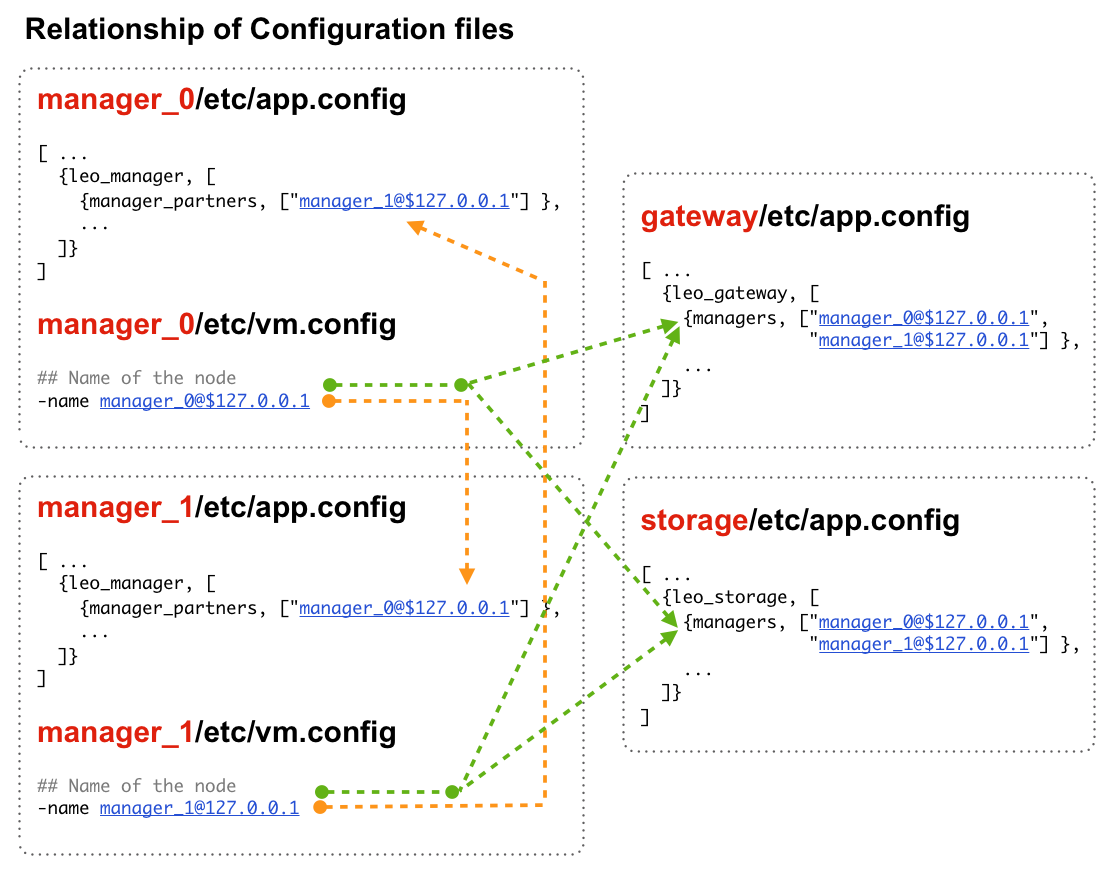 Relationship of Configuration files
manager_0/etc/app.config
[ ...
  {leo_manager, [
    {manager_partners, ["manager_1@$127.0.0.1"] },
    ...
  ]}
]
manager_0/etc/vm.config
## Name of the node
-name manager_0@$127.0.0.1
manager_1/etc/app.config
[ ...
  {leo_manager, [
    {manager_partners, ["manager_0@$127.0.0.1"] },
    ...
  ]}
]
manager_1/etc/vm.config
## Name of the node
-name manager_1@127.0.0.1
gateway/etc/app.config
[ ...
  {leo_gateway, [
    {managers, ["manager_0@$127.0.0.1",
                "manager_1@$127.0.0.1"] },
    ...
  ]}
]
storage/etc/app.config
[ ...
  {leo_storage, [
    {managers, ["manager_0@$127.0.0.1",
                "manager_1@$127.0.0.1"] },
    ...
  ]}
]